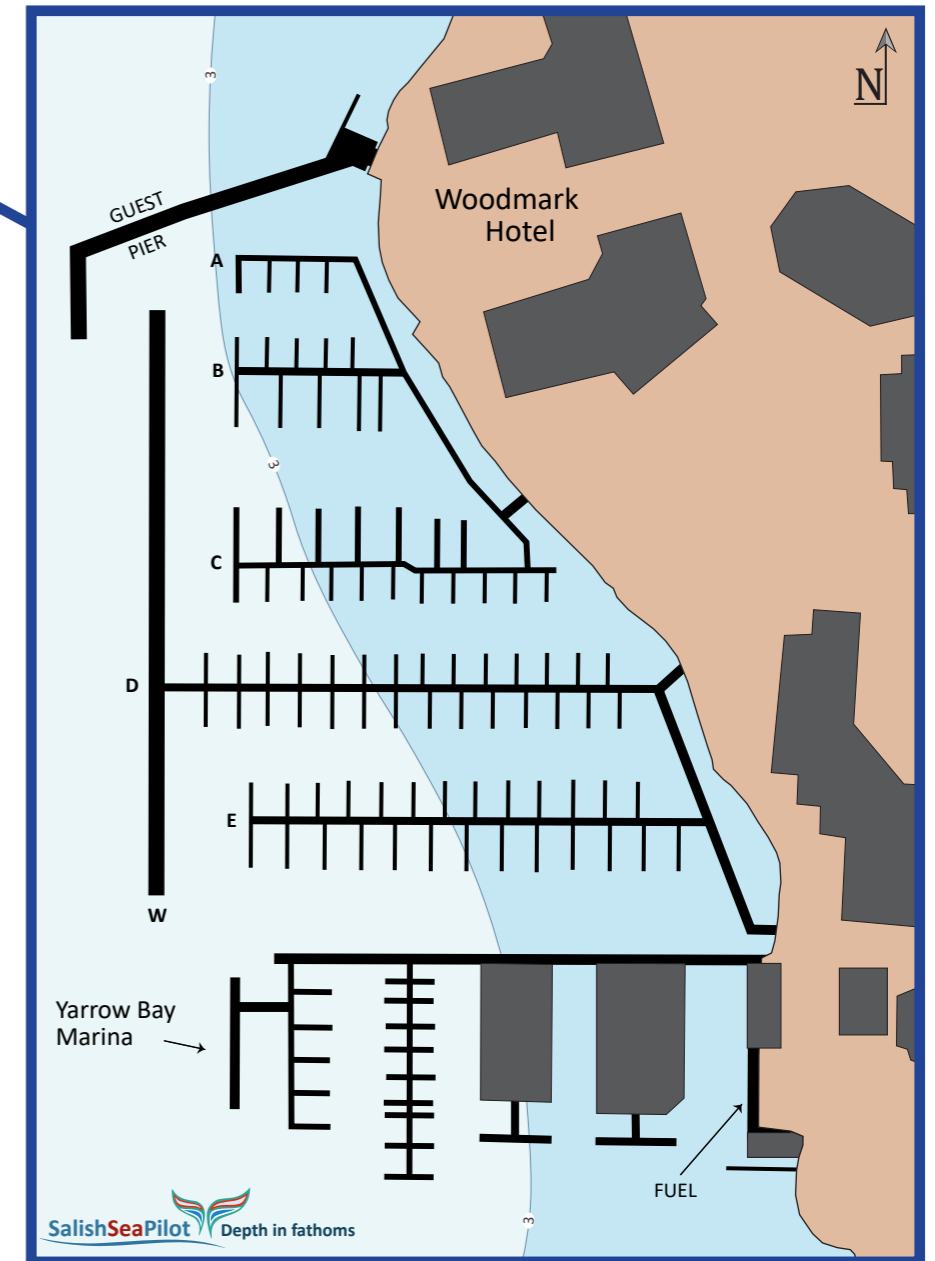 N
3
GUEST
PIER
Woodmark
Hotel
A
B
3
C
D
E
W
Yarrow Bay
Marina
FUEL
3
SalishSeaPilot
Depth in fathoms